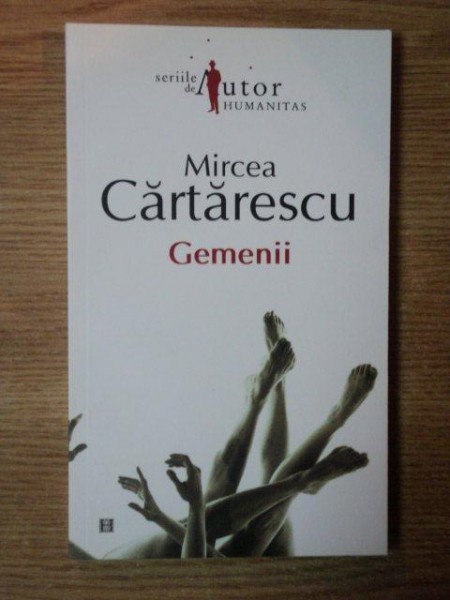 seriile de Autor
HUMANITAS
Mircea
Cărtărescu
Gemenii